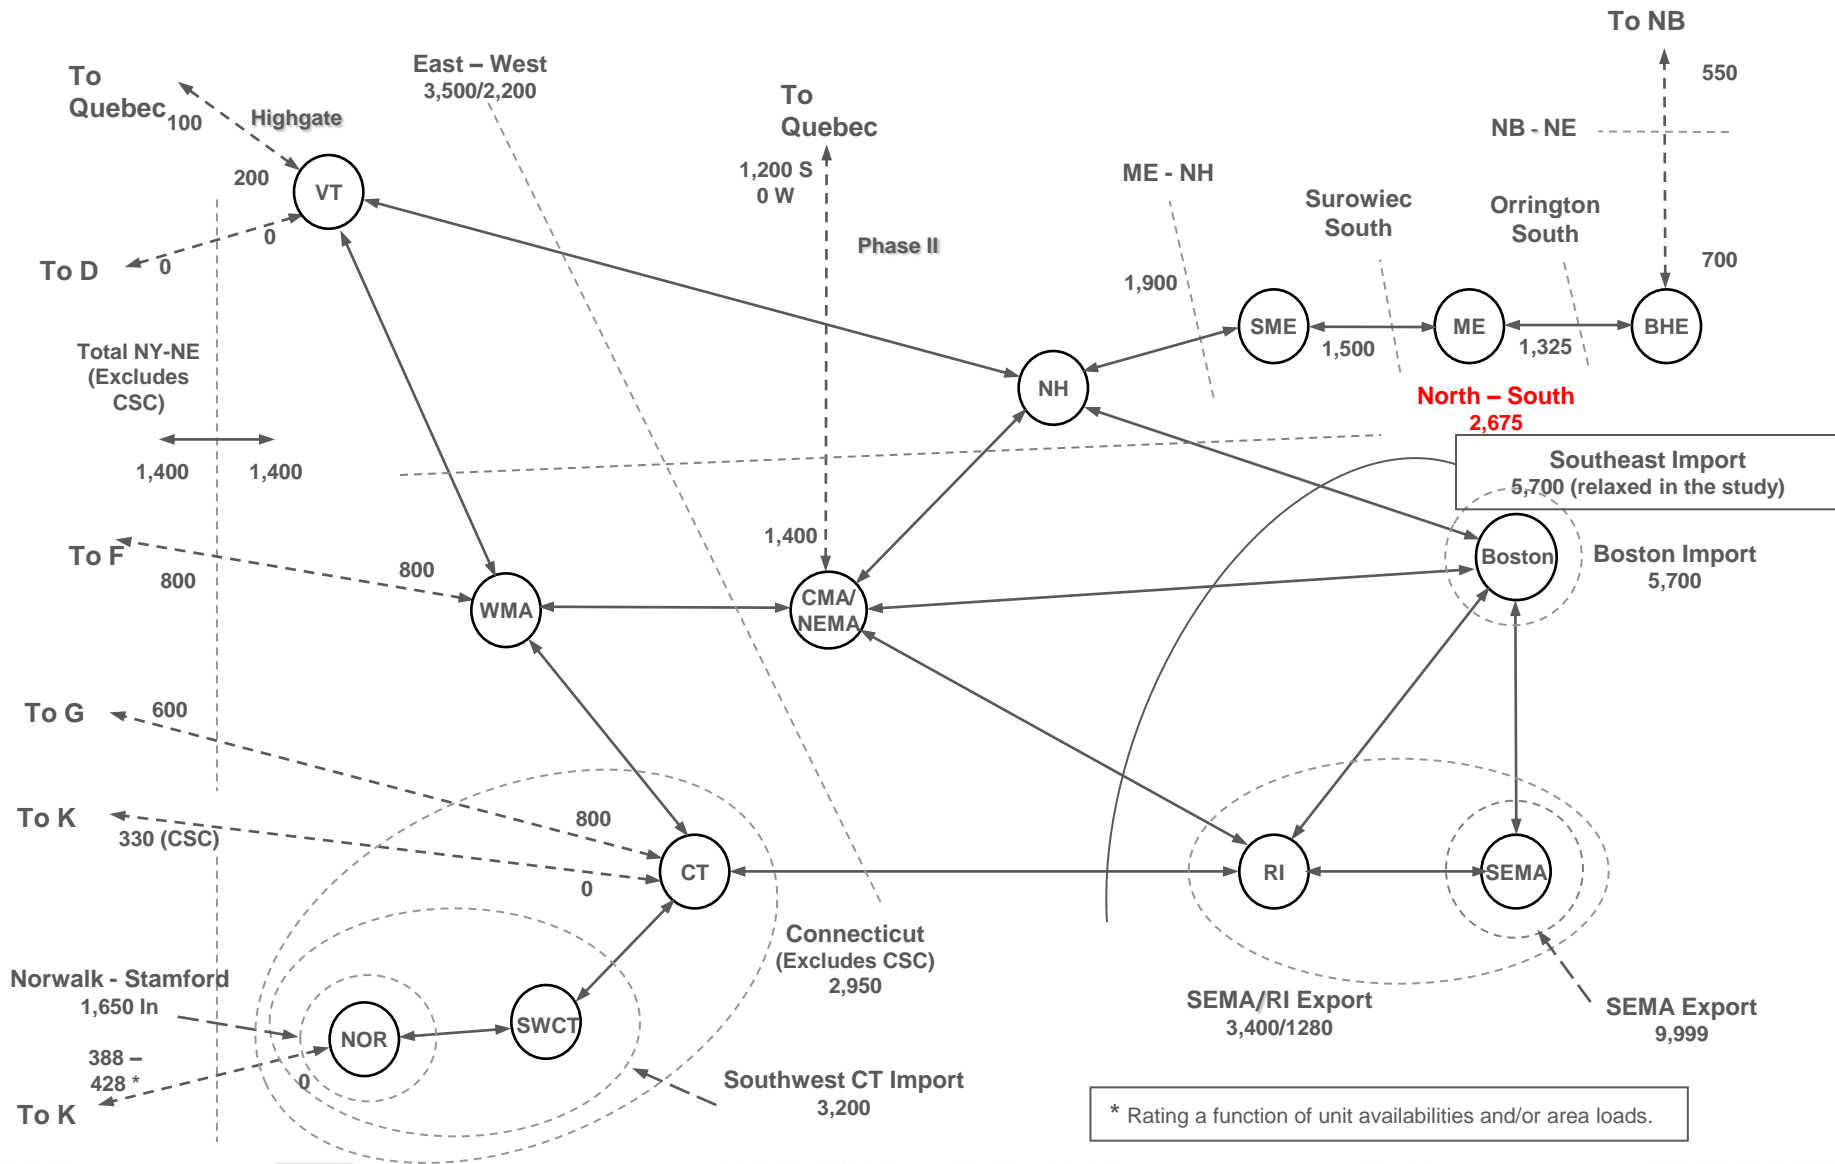 To NB
550
East – West
3,500/2,200
To
Quebec
100
Highgate
To
Quebec
NB - NE
1,200 S
0 W
ME - NH
200
VT
Surowiec
South
Orrington
South
0
Phase II
To D
0
700
1,900
SME
ME
BHE
1,500
1,325
Total NY-NE
(Excludes
CSC)
NH
North – South
2,675
1,400
1,400
Southeast Import
5,700 (relaxed in the study)
1,400
To F
800
800
Boston
Boston Import
5,700
WMA
CMA/
NEMA
To G
600
To K
330 (CSC)
800
0
CT
RI
SEMA
Connecticut
(Excludes CSC)
2,950
Norwalk - Stamford
1,650 In
NOR
SWCT
SEMA/RI Export
3,400/1280
SEMA Export
9,999
388 –
428 *
0
To K
Southwest CT Import
3,200
* Rating a function of unit availabilities and/or area loads.